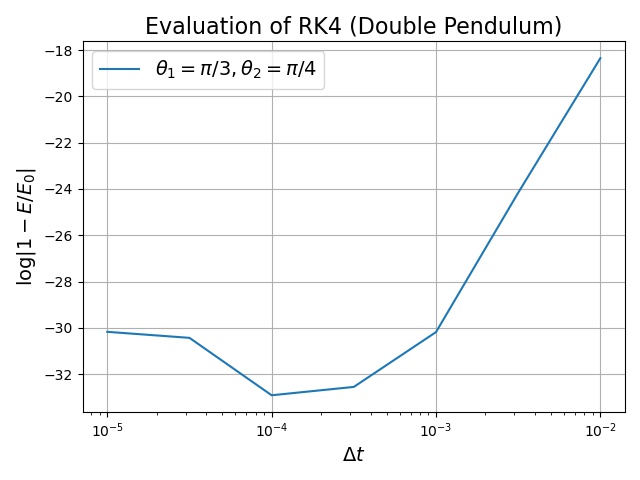 Evaluation of RK4 (Double Pendulum)
θ₁ = π/3, θ₂ = π/4
log|1 − E/E₀|
−18
−20
−22
−24
−26
−28
−30
−32
10⁻⁵ 10⁻⁴ 10⁻³ 10⁻²
Δt